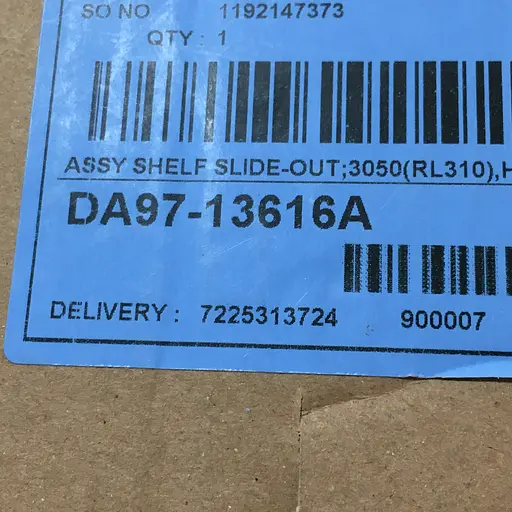 SO NO 1192147373
QTY : 1
ASSY SHELF SLIDE-OUT;3050(RL310),H
DA97-13616A
DELIVERY : 7225313724 900007